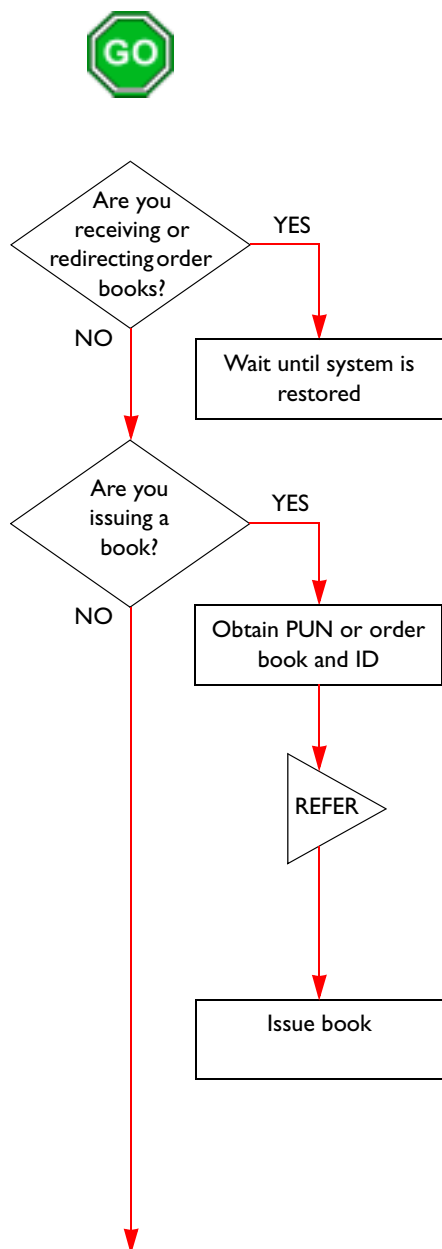 GO
Are you
receiving or
redirecting order
books?
YES
NO
Wait until system is
restored
Are you
issuing a
book?
YES
NO
Obtain PUN or order
book and ID
REFER
Issue book